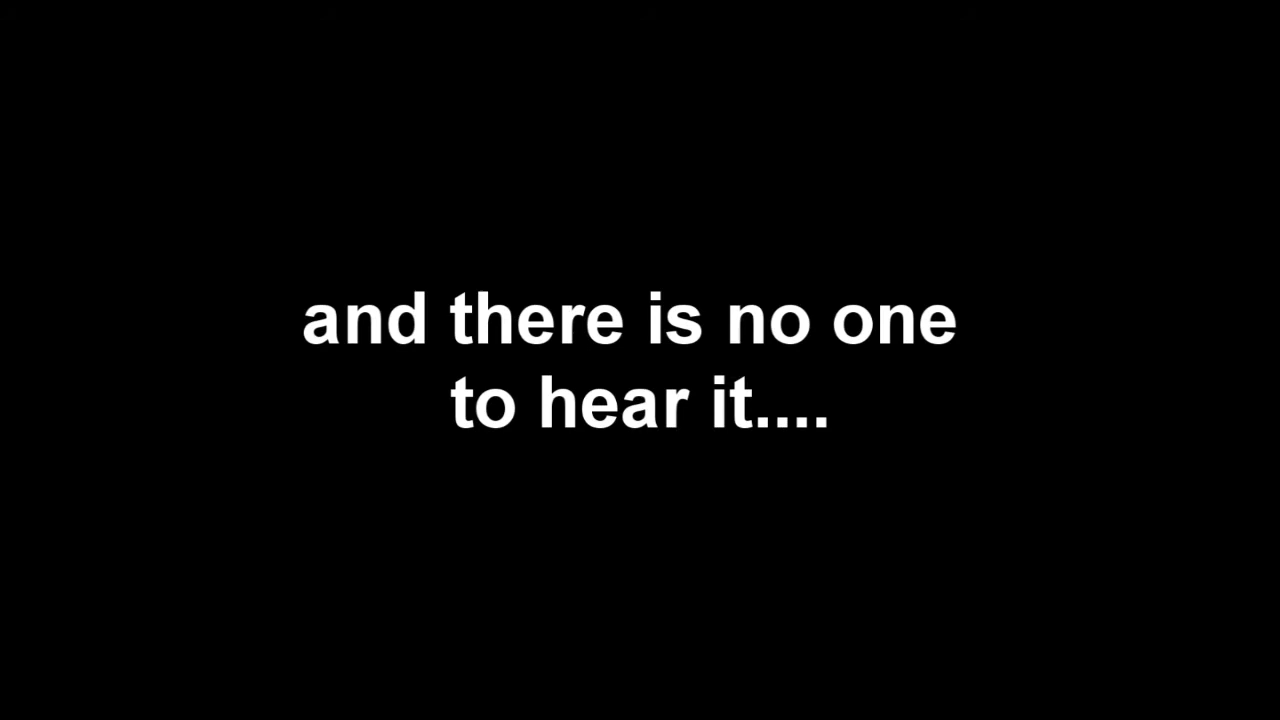 and there is no one
to hear it....